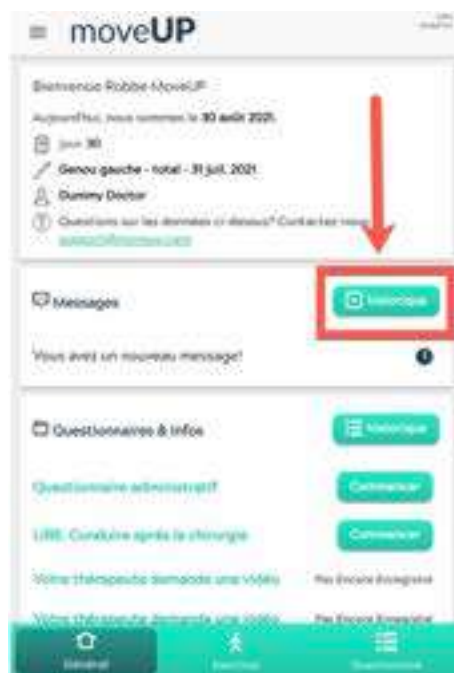 moveUP
Bienvenue Robbe MoveUP
Aujourd'hui, nous sommes le 30 août 2021.
Jour 30
Genou gauche - total - 31 juil. 2021
Dummy Doctor
Questions sur les données ci-dessus? Contactez nous
Messages
Historique
Vous avez un nouveau message!
Questionnaires & Infos
Historique
Questionnaire administratif
Commencer
LIRE: Conduire après la chirurgie
Commencer
Votre thérapeute demande une vidéo
Pas Encore Enregistré
Votre thérapeute demande une vidéo
Pas Encore Enregistré
Général
Exercices